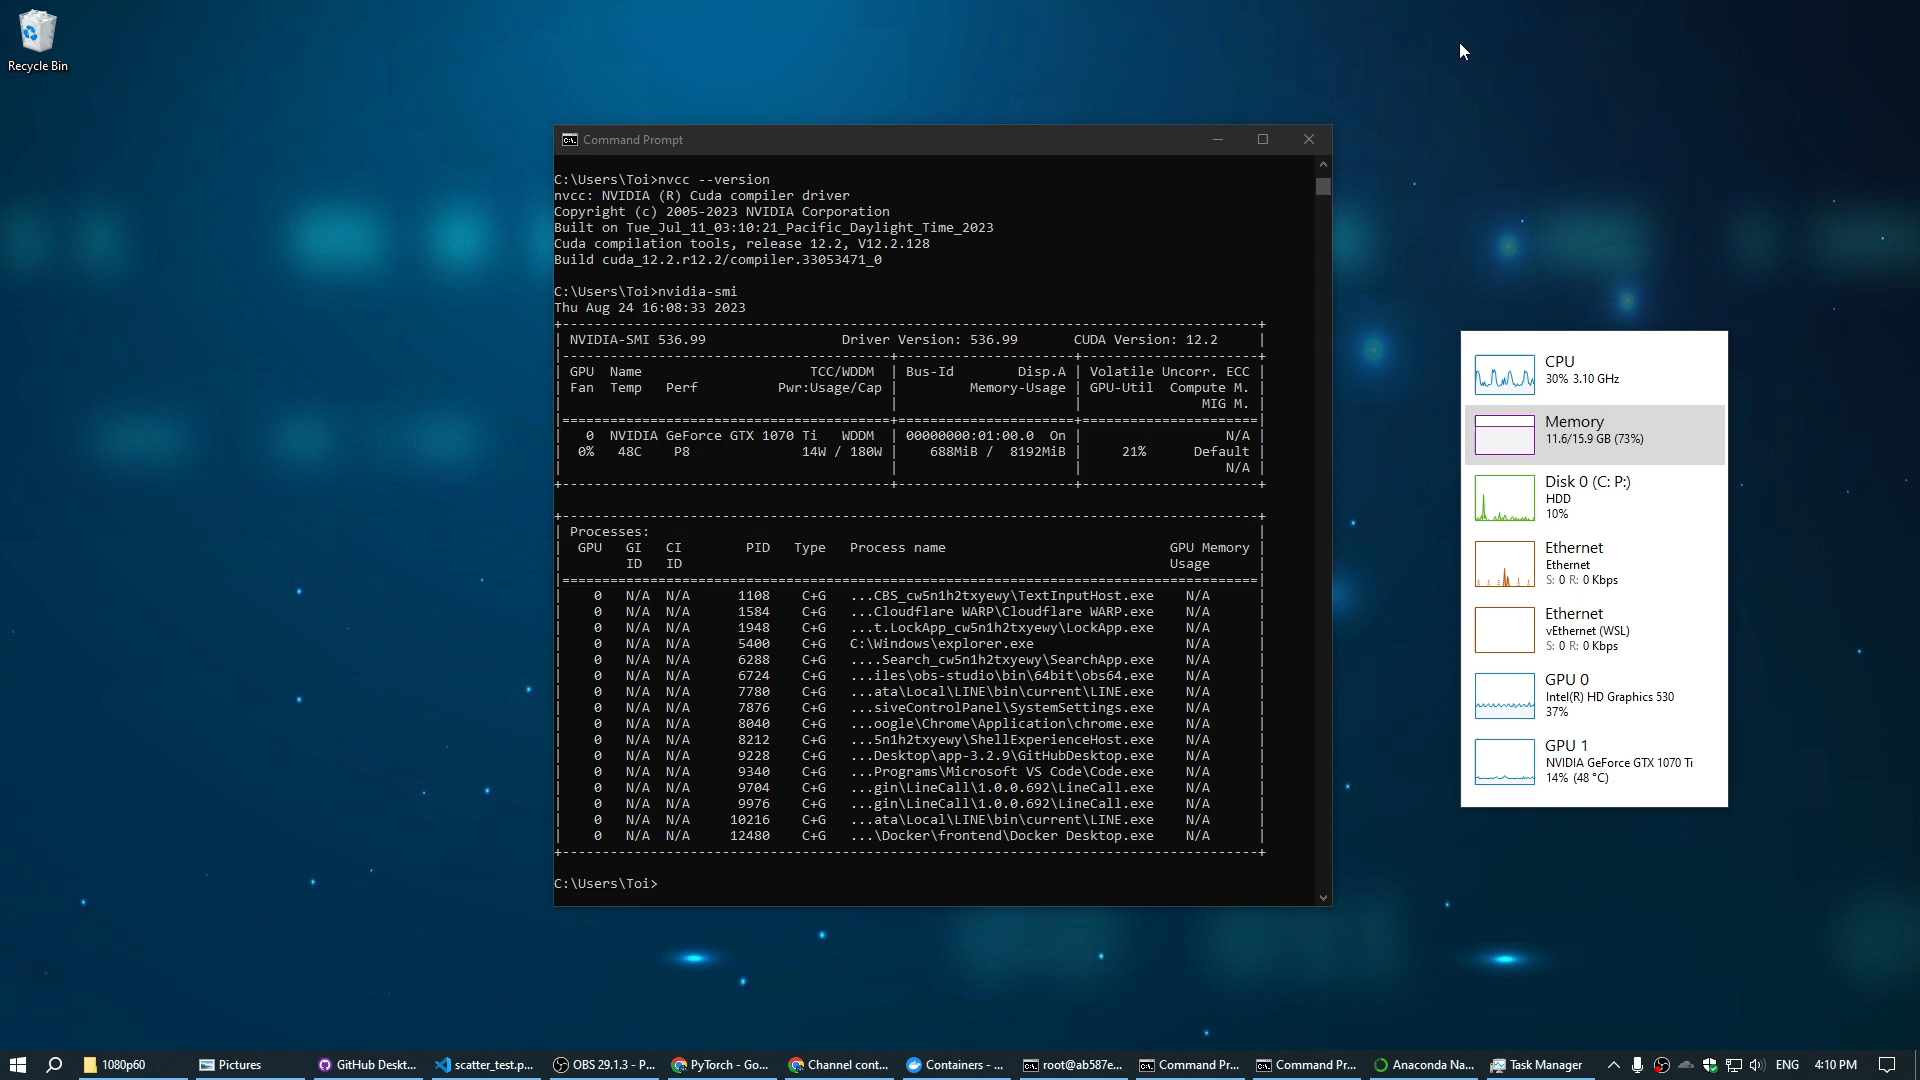 Recycle Bin
Command Prompt
C:\Users\Toi>nvcc --version
nvcc: NVIDIA (R) Cuda compiler driver
Copyright (c) 2005-2023 NVIDIA Corporation
Built on Tue_Jul_11_03:10:21_Pacific_Daylight_Time_2023
Cuda compilation tools, release 12.2, V12.2.128
Build cuda_12.2.r12.2/compiler.33053471_0
C:\Users\Toi>nvidia-smi
Thu Aug 24 16:08:33 2023
NVIDIA-SMI 536.99 Driver Version: 536.99 CUDA Version: 12.2
GPU Name TCC/WDDM | Bus-Id Disp.A | Volatile Uncorr. ECC
Fan Temp Perf Pwr:Usage/Cap | Memory-Usage | GPU-Util Compute M.
MIG M.
0 NVIDIA GeForce GTX 1070 Ti WDDM | 00000000:01:00.0 On | N/A
0% 48C P8 14W / 180W | 688MiB / 8192MiB | 21% Default
N/A
Processes:
GPU GI CI PID Type Process name GPU Memory
ID ID Usage
0 N/A N/A 1108 C+G ...CBS_cw5n1h2txyewy\TextInputHost.exe N/A
0 N/A N/A 1584 C+G ...Cloudflare WARP\Cloudflare WARP.exe N/A
0 N/A N/A 1948 C+G ...t.LockApp_cw5n1h2txyewy\LockApp.exe N/A
0 N/A N/A 5400 C+G C:\Windows\explorer.exe N/A
0 N/A N/A 6288 C+G ....Search_cw5n1h2txyewy\SearchApp.exe N/A
0 N/A N/A 6724 C+G ...iles\obs-studio\bin\64bit\obs64.exe N/A
0 N/A N/A 7780 C+G ...ata\Local\LINE\bin\current\LINE.exe N/A
0 N/A N/A 7876 C+G ...siveControlPanel\SystemSettings.exe N/A
0 N/A N/A 8040 C+G ...oogle\Chrome\Application\chrome.exe N/A
0 N/A N/A 8212 C+G ...5n1h2txyewy\ShellExperienceHost.exe N/A
0 N/A N/A 9228 C+G ...Desktop\app-3.2.9\GitHubDesktop.exe N/A
0 N/A N/A 9340 C+G ...Programs\Microsoft VS Code\Code.exe N/A
0 N/A N/A 9704 C+G ...gin\LineCall\1.0.0.692\LineCall.exe N/A
0 N/A N/A 9976 C+G ...gin\LineCall\1.0.0.692\LineCall.exe N/A
0 N/A N/A 10216 C+G ...ata\Local\LINE\bin\current\LINE.exe N/A
0 N/A N/A 12480 C+G ...\Docker\frontend\Docker Desktop.exe N/A
C:\Users\Toi>
CPU
30% 3.10 GHz
Memory
11.6/15.9 GB (73%)
Disk 0 (C: P:)
HDD
10%
Ethernet
Ethernet
S: 0 R: 0 Kbps
Ethernet
vEthernet (WSL)
S: 0 R: 0 Kbps
GPU 0
Intel(R) HD Graphics 530
37%
GPU 1
NVIDIA GeForce GTX 1070 Ti
14% (48 °C)
1080p60 Pictures GitHub Deskt... scatter_test.p... OBS 29.1.3 - P... PyTorch - Go... Channel cont... Containers - ... root@ab587e... Command Pr... Command Pr... Anaconda Na... Task Manager ENG 4:10 PM